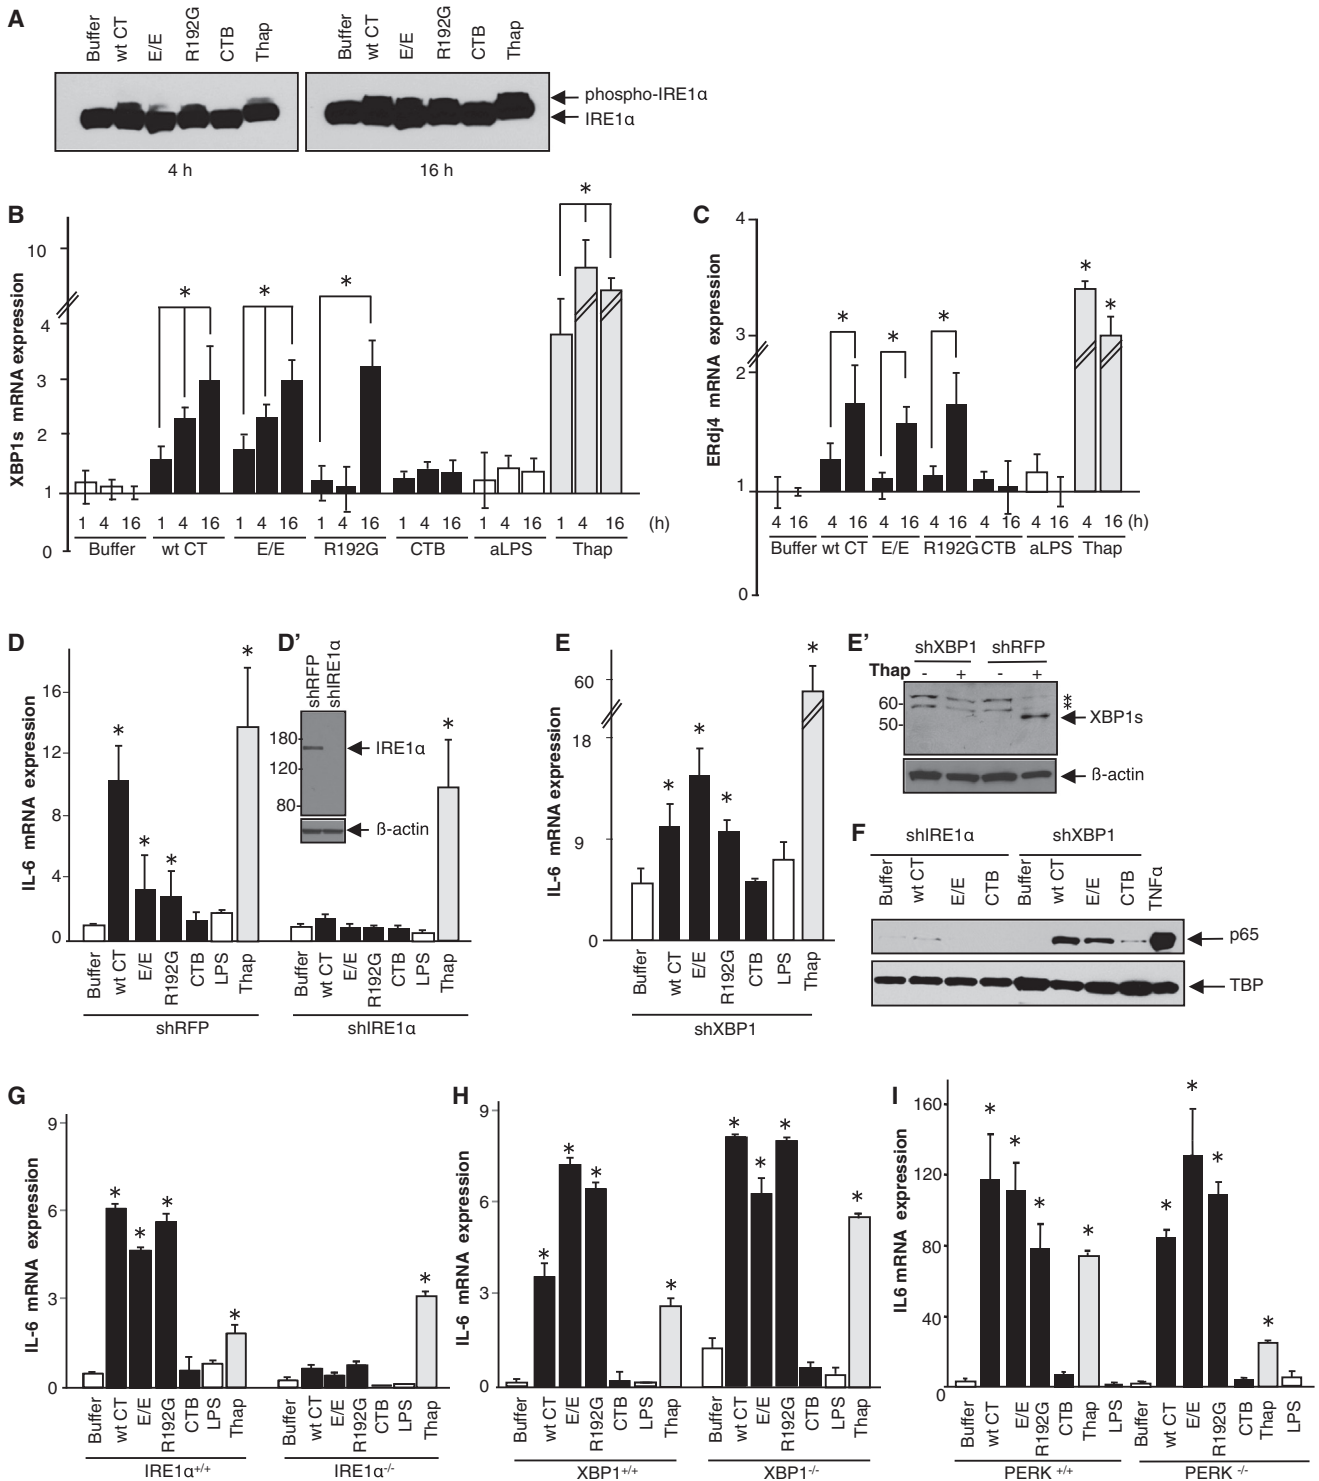 A
Buffer wt CT E/E R192G CTB Thap Buffer wt CT E/E R192G CTB Thap
phospho-IRE1α
IRE1α
4 h 16 h
B
XBP1s mRNA expression
* * * *
10
4
3
2
1
0
1 4 16 1 4 16 1 4 16 1 4 16 1 4 16 1 4 16 1 4 16 (h)
Buffer wt CT E/E R192G CTB aLPS Thap
C
ERdj4 mRNA expression
* * * * *
4
3
2
1
0
4 16 4 16 4 16 4 16 4 16 4 16 4 16 (h)
Buffer wt CT E/E R192G CTB aLPS Thap
D
IL-6 mRNA expression
* * * * *
16
12
8
4
0
Buffer wt CT E/E R192G CTB LPS Thap Buffer wt CT E/E R192G CTB LPS Thap
shRFP shIRE1α
D'
shRFP shIRE1α
180
120
80
IRE1α
ß-actin
E
IL-6 mRNA expression
* * * *
60
18
9
0
Buffer wt CT E/E R192G CTB LPS Thap
shXBP1
E'
shXBP1 shRFP
Thap - + - +
60
50
*
*
XBP1s
ß-actin
F
shIRE1α shXBP1
Buffer wt CT E/E CTB Buffer wt CT E/E CTB TNFα
p65
TBP
G
IL-6 mRNA expression
* * * * *
9
6
3
0
Buffer wt CT E/E R192G CTB LPS Thap Buffer wt CT E/E R192G CTB LPS Thap
IRE1α+/+ IRE1α-/-
H
IL-6 mRNA expression
* * * * * * * *
9
6
3
0
Buffer wt CT E/E R192G CTB LPS Thap Buffer wt CT E/E R192G CTB LPS Thap
XBP1+/+ XBP1-/-
I
IL6 mRNA expression
* * * * * * * *
160
120
80
40
0
Buffer wt CT E/E R192G CTB Thap LPS Buffer wt CT E/E R192G CTB Thap LPS
PERK +/+ PERK -/-